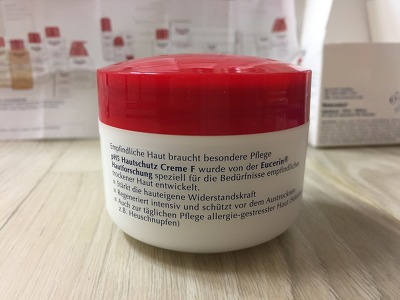 Empfindliche Haut braucht besondere Pflege
pH5 Hautschutz Creme F wurde von der Eucerin®
Hautforschung speziell für die Bedürfnisse empfindlicher
trockener Haut entwickelt.
Stärkt die hauteigene Widerstandskraft
Regeneriert intensiv und schützt vor dem Austrocknen
Auch zur täglichen Pflege allergie-gestresster Haut
z.B. Heuschnupfen)